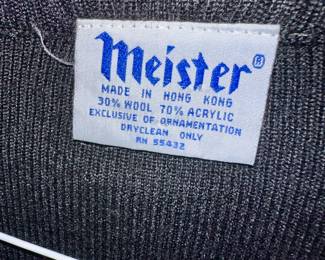 Meister®
MADE IN HONG KONG
30% WOOL 70% ACRYLIC
EXCLUSIVE OF ORNAMENTATION
DRYCLEAN ONLY
RN 55432